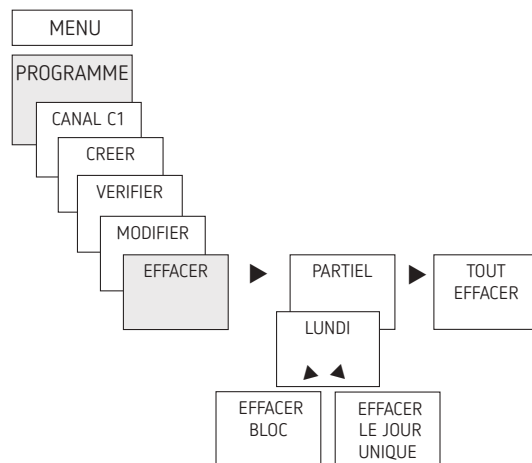 MENU
PROGRAMME
CANAL C1
CREER
VERIFIER
MODIFIER
EFFACER
PARTIEL
TOUT
EFFACER
LUNDI
EFFACER
BLOC
EFFACER
LE JOUR
UNIQUE